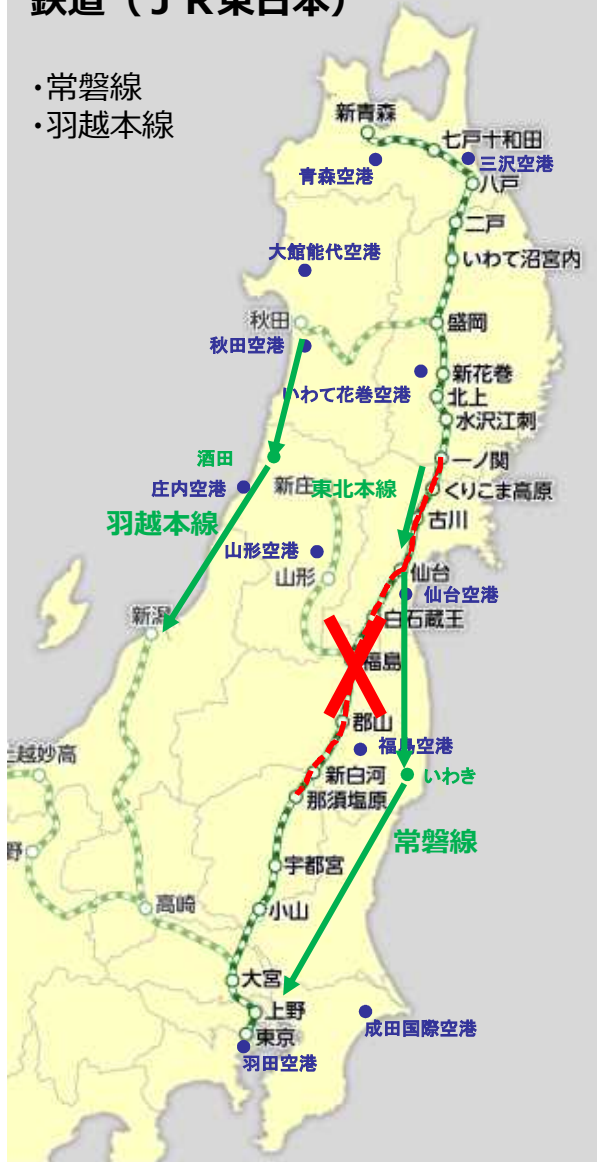 鉄道（ＪＲ東日本）
・常磐線
・羽越本線
新青森
七戸十和田
三沢空港
青森空港
八戸
二戸
大館能代空港
いわて沼宮内
秋田
盛岡
秋田空港
新花巻
いわて花巻空港
北上
水沢江刺
酒田
一ノ関
新庄
東北本線
庄内空港
くりこま高原
羽越本線
古川
山形空港
仙台
山形
仙台空港
新潟
白石蔵王
福島
郡山
福島空港
上越妙高
新白河
いわき
那須塩原
常磐線
野
宇都宮
高崎
小山
大宮
上野
成田国際空港
東京
羽田空港